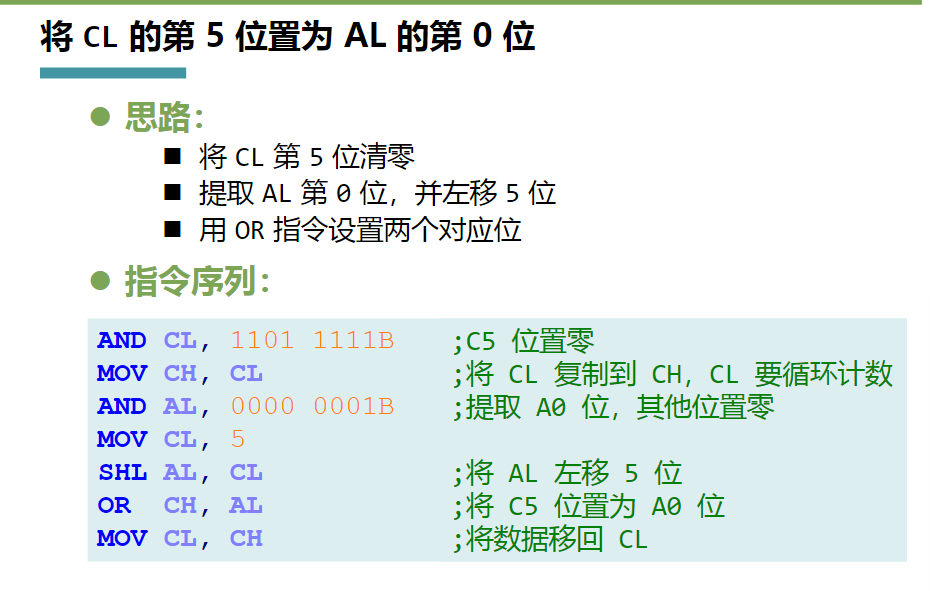 将 CL 的第 5 位置为 AL 的第 0 位
思路：
将 CL 第 5 位清零
提取 AL 第 0 位，并左移 5 位
用 OR 指令设置两个对应位
指令序列：
AND CL, 1101 1111B ;C5 位置零
MOV CH, CL ;将 CL 复制到 CH，CL 要循环计数
AND AL, 0000 0001B ;提取 A0 位，其他位置零
MOV CL, 5
SHL AL, CL ;将 AL 左移 5 位
OR CH, AL ;将 C5 位置为 A0 位
MOV CL, CH ;将数据移回 CL